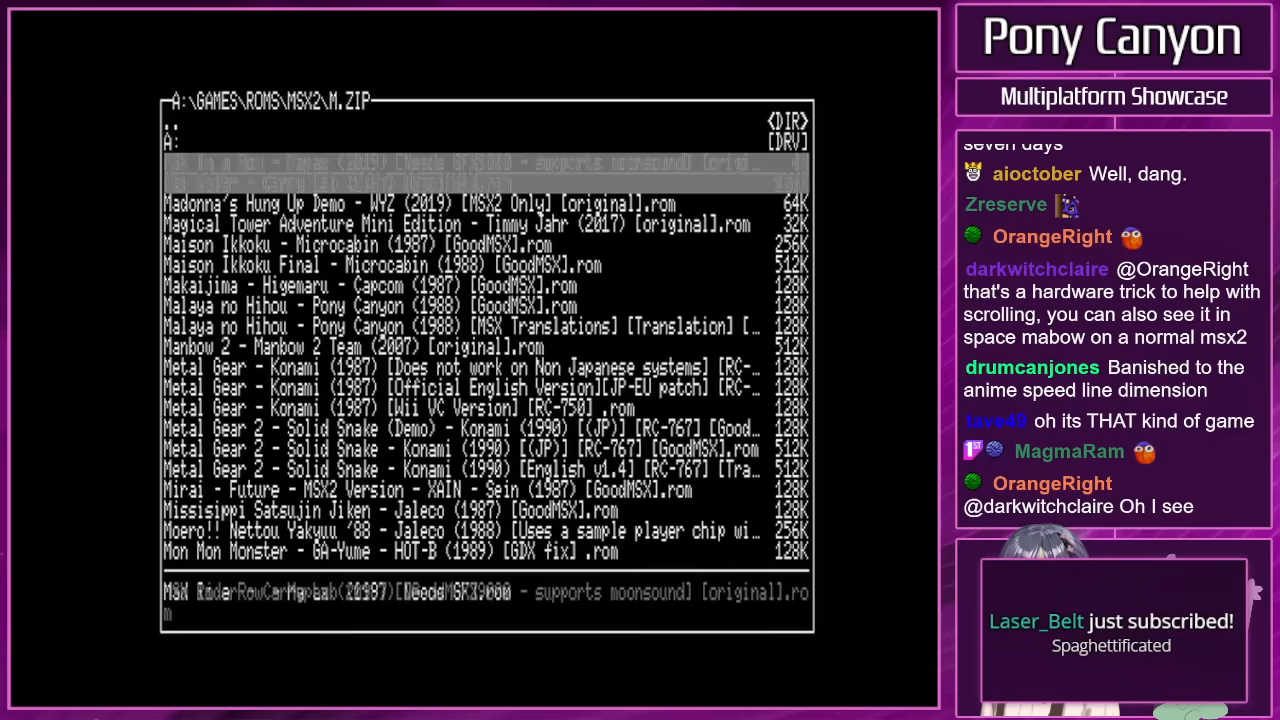 A:\GAMES\ROMS\MSX2\M.ZIP
.. <DIR>
A: [DRV]
Madonna's Hung Up Demo - WYZ (2019) [MSX2 Only] [original].rom 64K
Magical Tower Adventure Mini Edition - Timmy Jahr (2017) [original].rom 32K
Maison Ikkoku - Microcabin (1987) [GoodMSX].rom 256K
Maison Ikkoku Final - Microcabin (1988) [GoodMSX].rom 512K
Makaijima - Higemaru - Capcom (1987) [GoodMSX].rom 128K
Malaya no Hihou - Pony Canyon (1988) [GoodMSX].rom 128K
Malaya no Hihou - Pony Canyon (1988) [MSX Translations] [Translation] [… 128K
Manbow 2 - Manbow 2 Team (2007) [original].rom 512K
Metal Gear - Konami (1987) [Does not work on Non Japanese systems] [RC-… 128K
Metal Gear - Konami (1987) [Official English Version][JP-EU patch] [RC-… 128K
Metal Gear - Konami (1987) [Wii VC Version] [RC-750] .rom 128K
Metal Gear 2 - Solid Snake (Demo) - Konami (1990) [(JP)] [RC-767] [Good… 128K
Metal Gear 2 - Solid Snake - Konami (1990) [(JP)] [RC-767] [GoodMSX].rom 512K
Metal Gear 2 - Solid Snake - Konami (1990) [English v1.4] [RC-767] [Tra… 512K
Mirai - Future - MSX2 Version - XAIN - Sein (1987) [GoodMSX].rom 128K
Missisippi Satsujin Jiken - Jaleco (1987) [GoodMSX].rom 128K
Moero!! Nettou Yakyuu '88 - Jaleco (1988) [Uses a sample player chip wi… 256K
Mon Mon Monster - GA-Yume - HOT-B (1989) [GDX fix] .rom 128K
- supports moonsound] [original].ro
m
Pony Canyon
Multiplatform Showcase
seven days
aioctober Well, dang.
Zreserve
OrangeRight
darkwitchclaire @OrangeRight
that's a hardware trick to help with
scrolling, you can also see it in
space mabow on a normal msx2
drumcanjones Banished to the
anime speed line dimension
tave49 oh its THAT kind of game
1ST MagmaRam
OrangeRight
@darkwitchclaire Oh I see
Laser_Belt just subscribed!
Spaghettificated